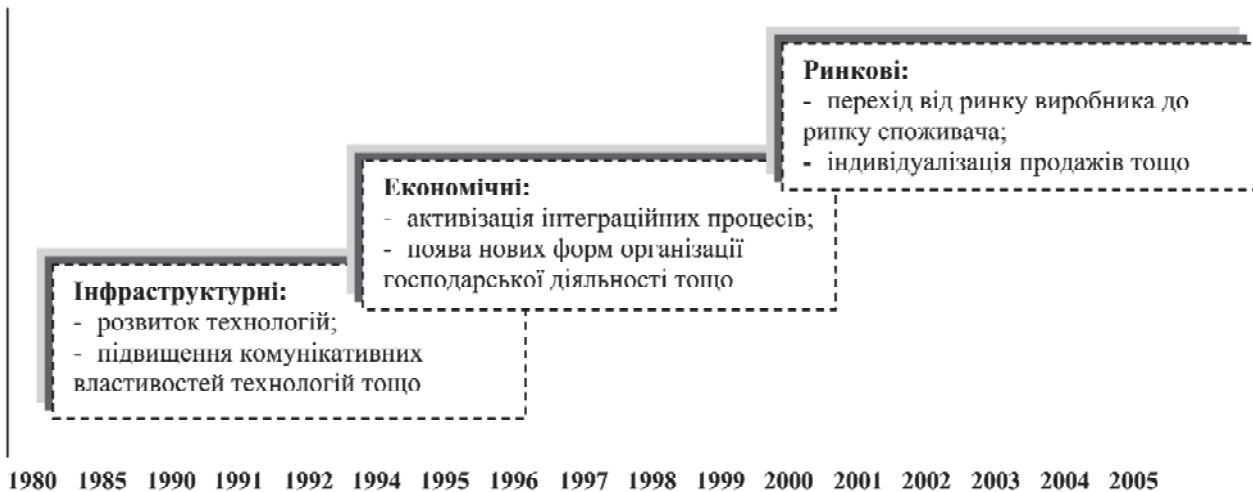 Ринкові:
- перехід від ринку виробника до
ринку споживача;
- індивідуалізація продажів тощо
Економічні:
- активізація інтеграційних процесів;
- поява нових форм організації
господарської діяльності тощо
Інфраструктурні:
- розвиток технологій;
- підвищення комунікативних
властивостей технологій тощо
1980 1985 1990 1991 1992 1994 1995 1996 1997 1998 1999 2000 2001 2002 2003 2004 2005